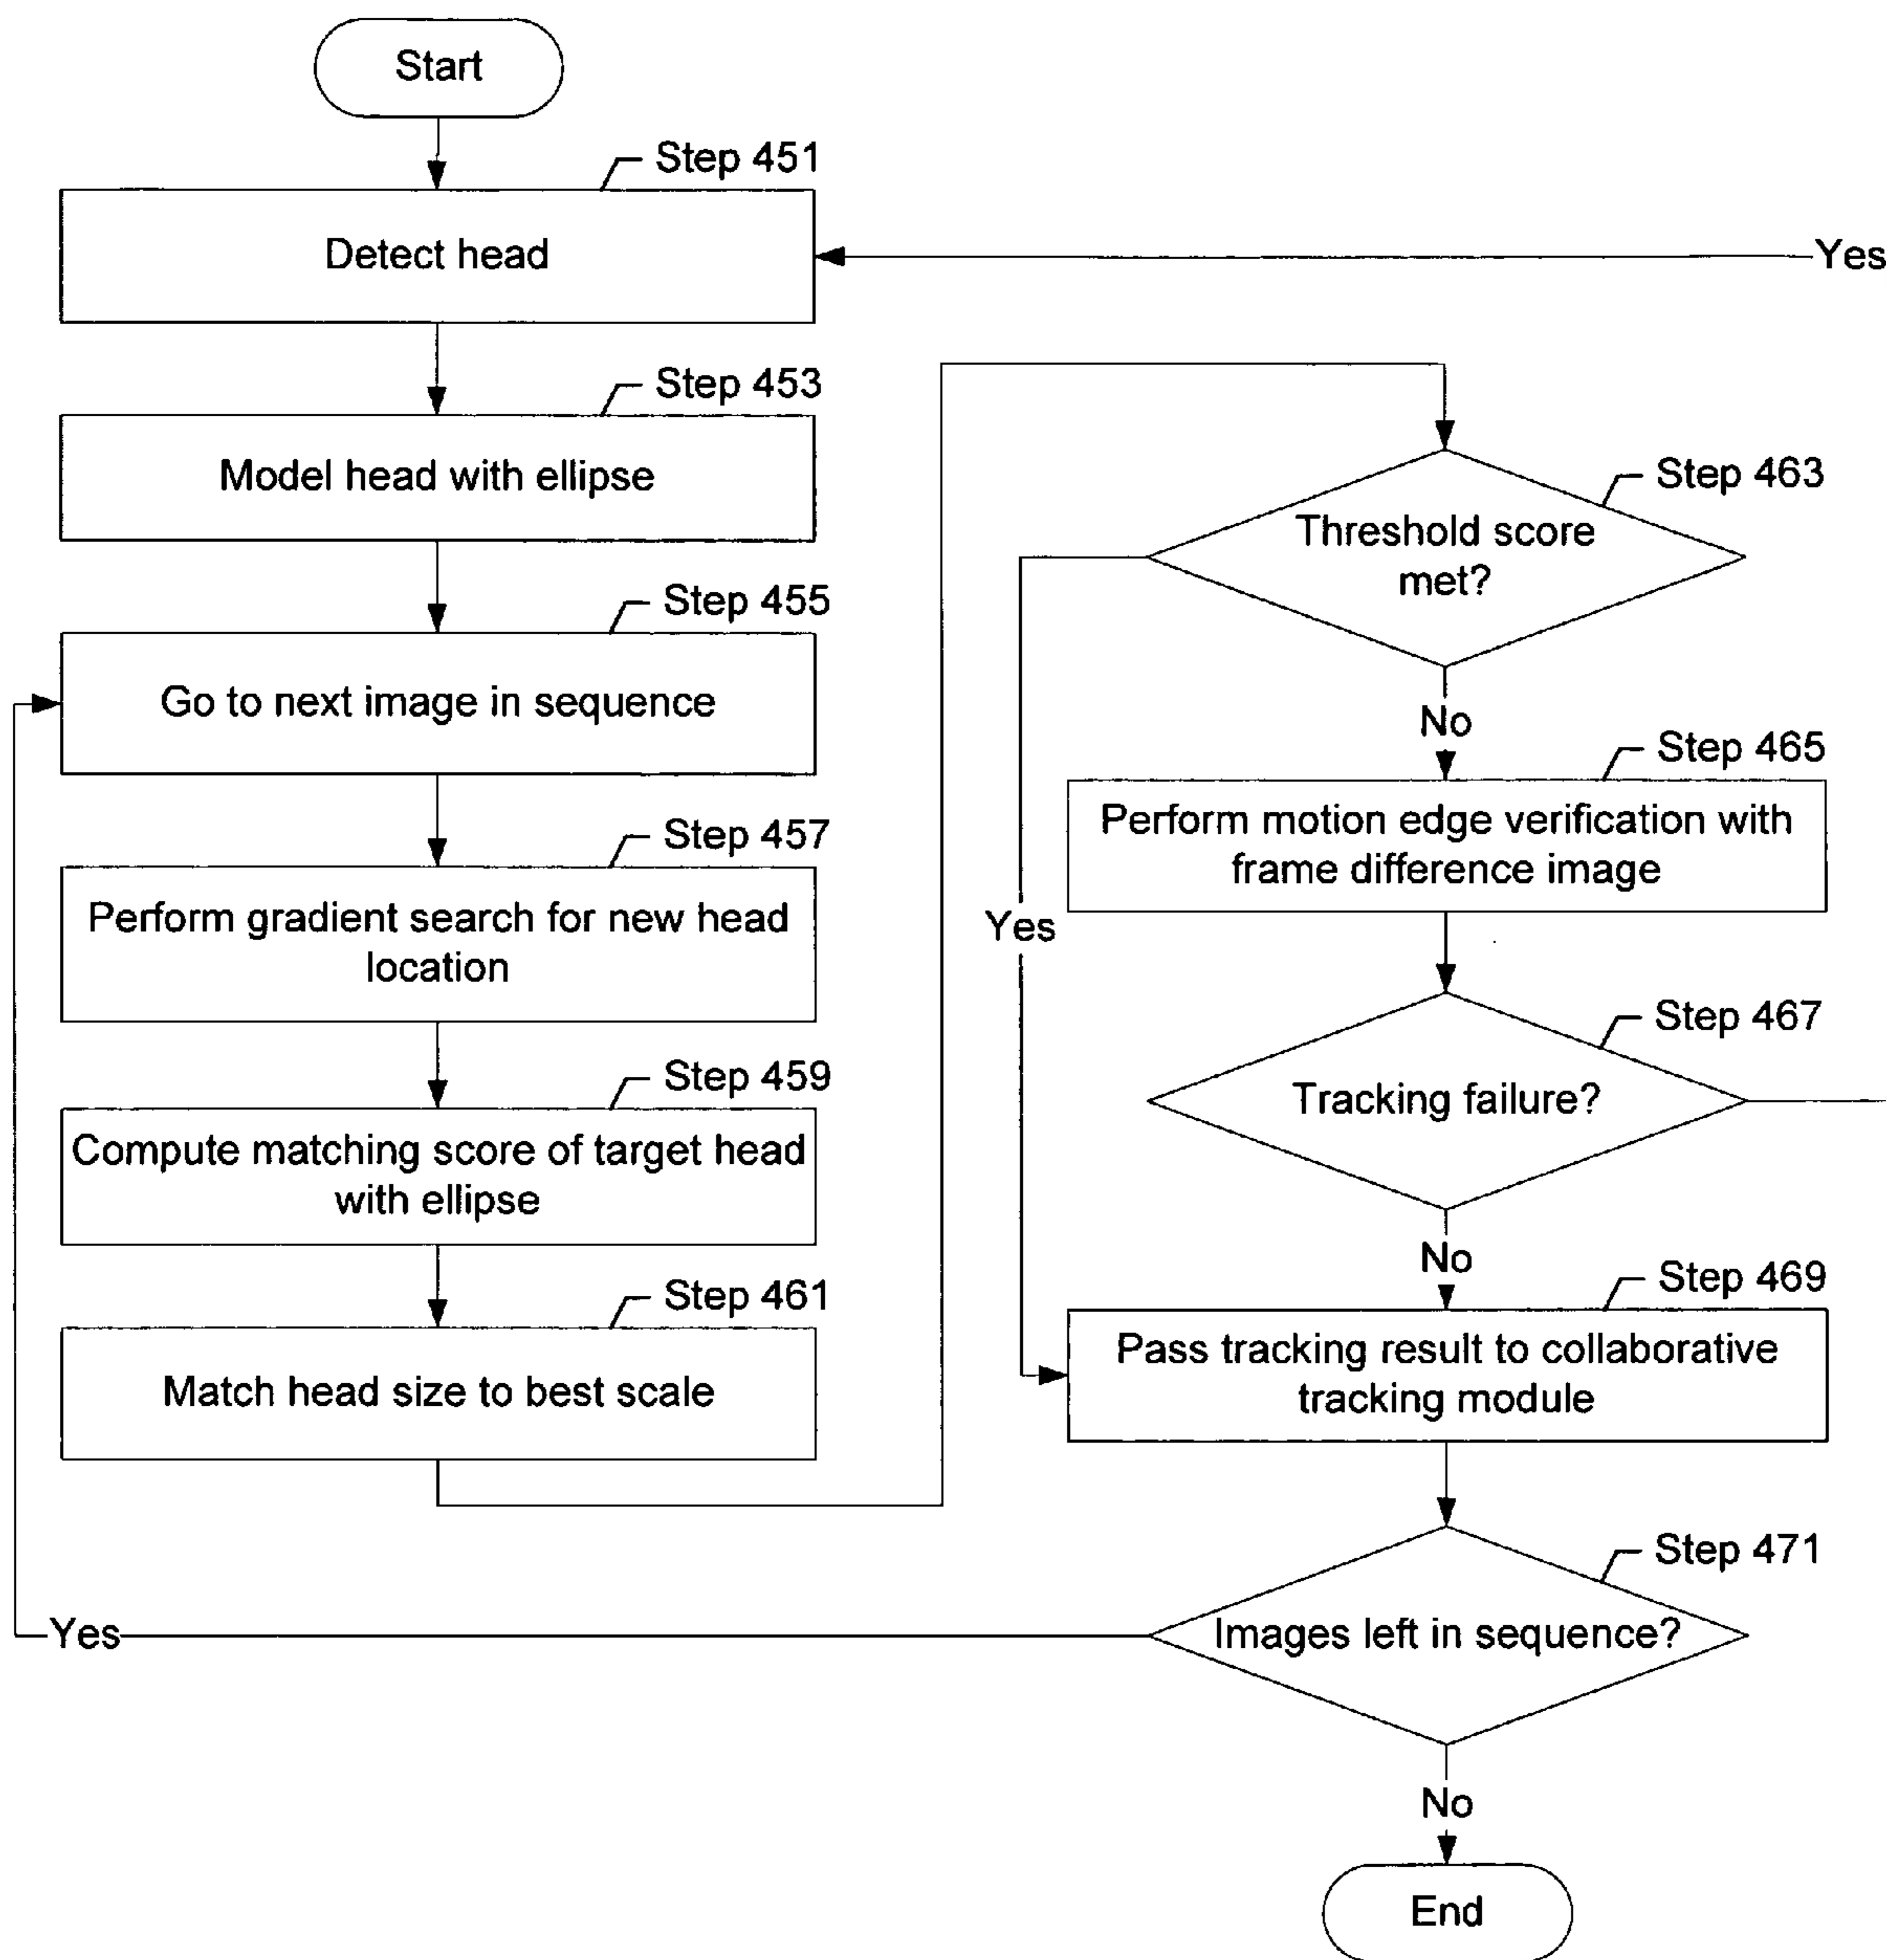 Start
Step 451
Detect head
Yes
Step 453
Model head with ellipse
Step 455
Go to next image in sequence
Step 457
Perform gradient search for new head
location
Step 459
Compute matching score of target head
with ellipse
Step 461
Match head size to best scale
Step 463
Threshold score
met?
No
Yes
Step 465
Perform motion edge verification with
frame difference image
Step 467
Tracking failure?
No
Step 469
Pass tracking result to collaborative
tracking module
Step 471
Images left in sequence?
Yes
No
End